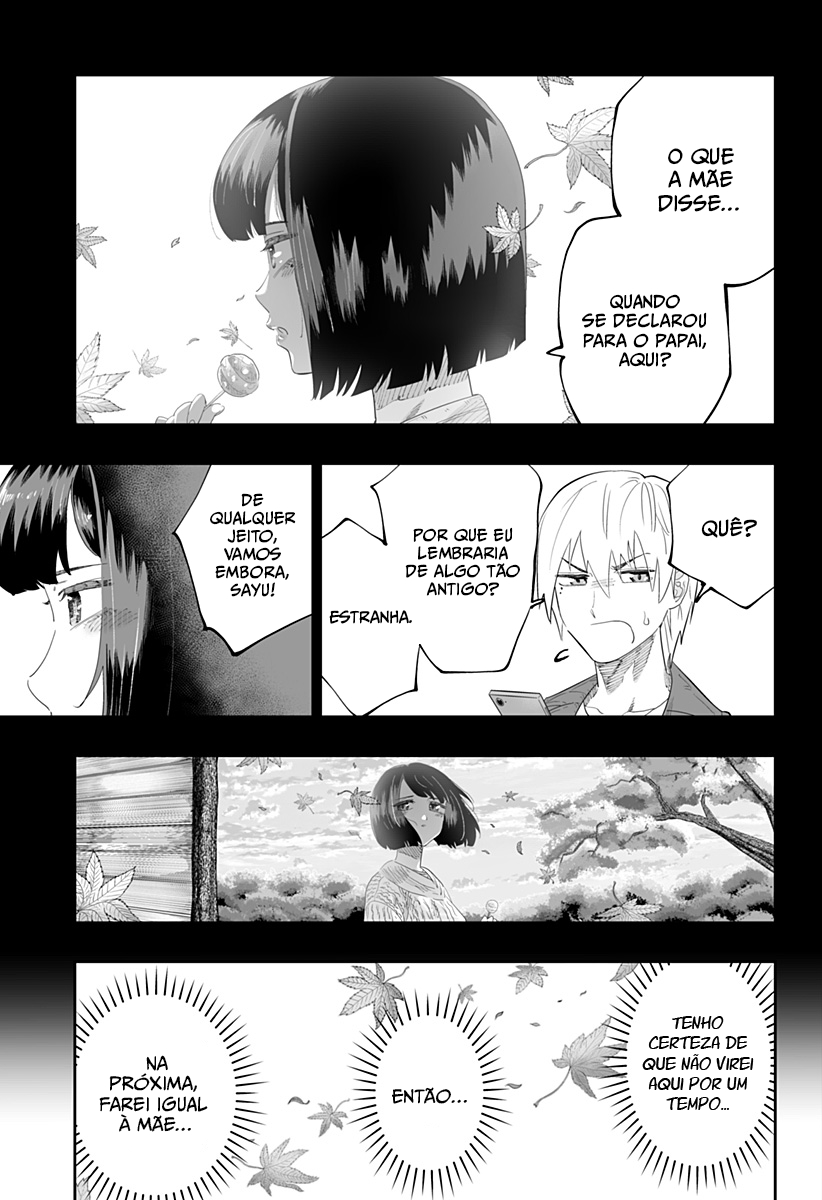 O QUE
A MÃE
DISSE...
QUANDO
SE DECLAROU
PARA O PAPAI,
AQUI?
QUÊ?
POR QUE EU
LEMBRARIA
DE ALGO TÃO
ANTIGO?
ESTRANHA.
DE
QUALQUER
JEITO,
VAMOS
EMBORA,
SAYU!
TENHO
CERTEZA DE
QUE NÃO VIREI
AQUI POR UM
TEMPO...
ENTÃO...
NA
PRÓXIMA,
FAREI IGUAL
À MÃE...